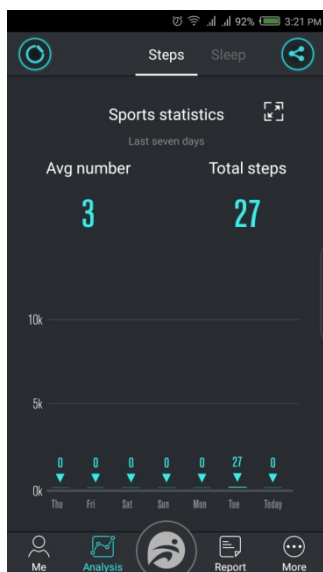 92% 3:21 PM
Steps Sleep
Sports statistics
Last seven days
Avg number Total steps
3 27
10k
5k
0 0 0 0 0 27 0
0k
Thu Fri Sat Sun Mon Tue Today
Me Analysis Report More